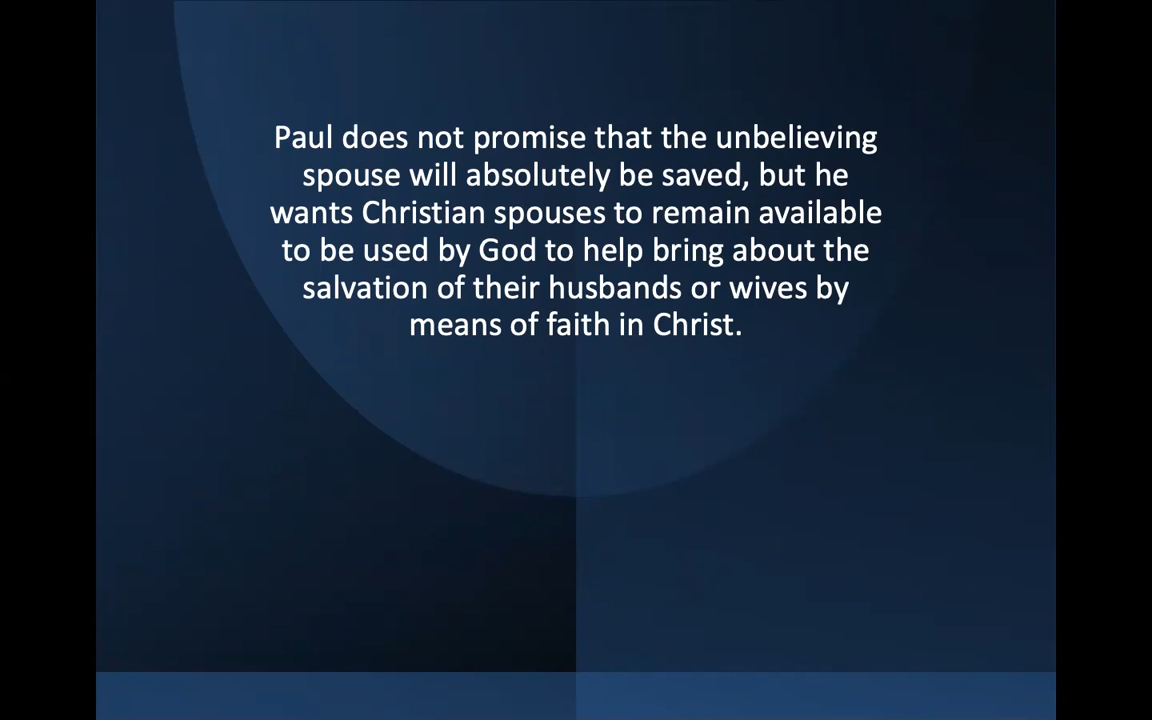 Paul does not promise that the unbelieving
spouse will absolutely be saved, but he
wants Christian spouses to remain available
to be used by God to help bring about the
salvation of their husbands or wives by
means of faith in Christ.